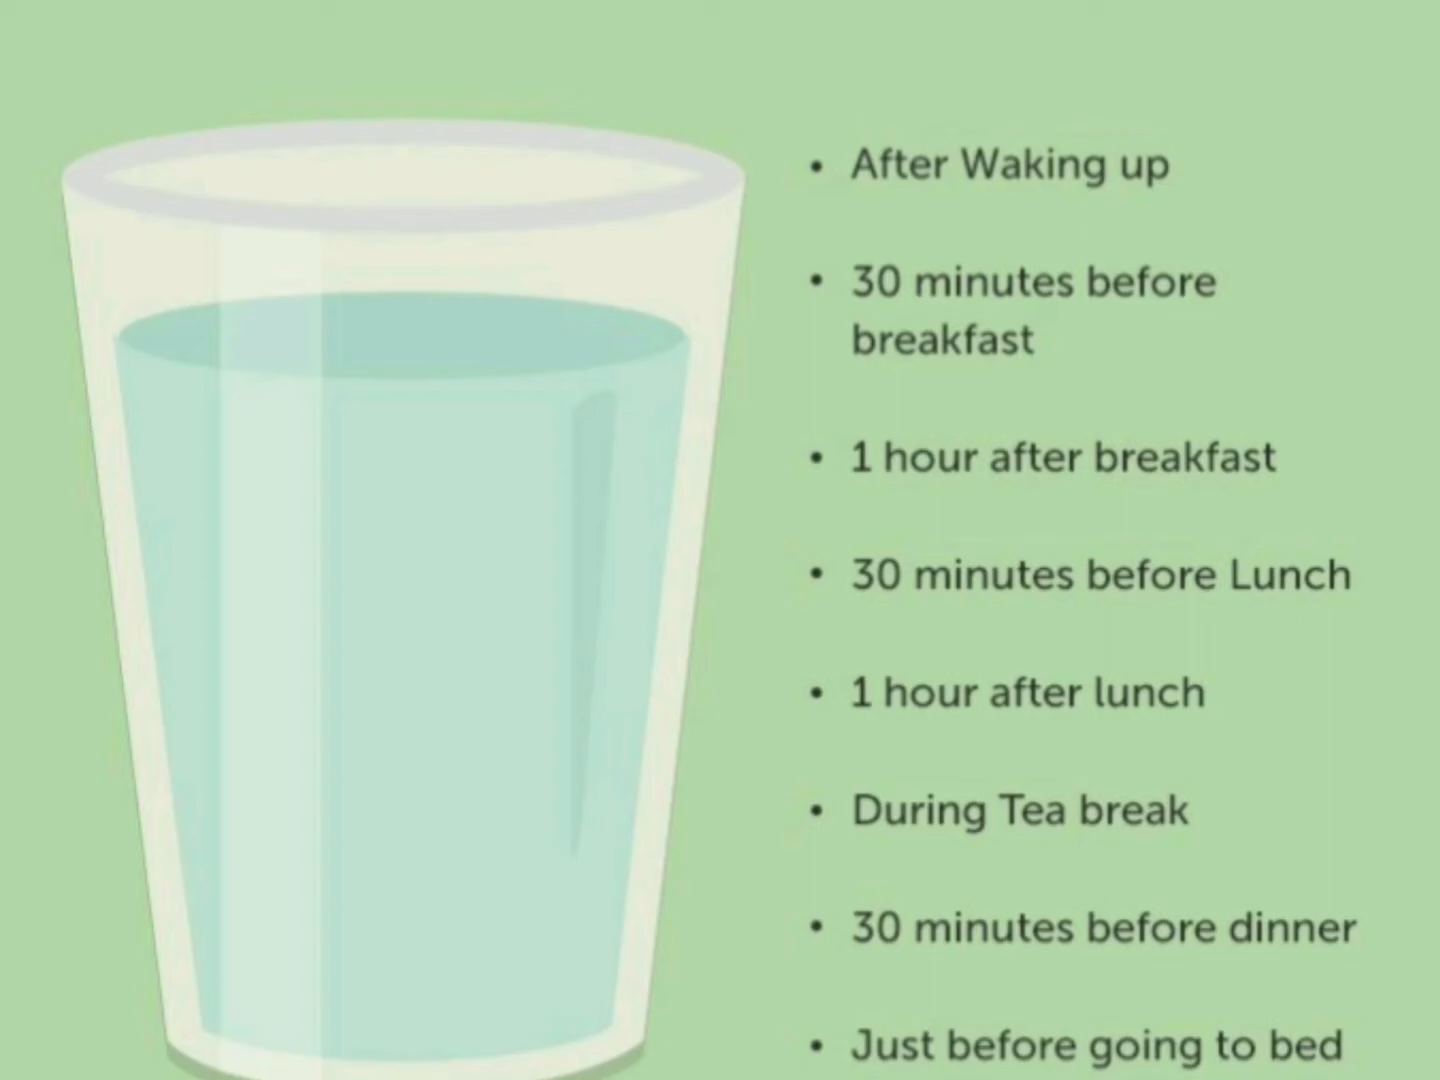 • After Waking up
• 30 minutes before
breakfast
• 1 hour after breakfast
• 30 minutes before Lunch
• 1 hour after lunch
• During Tea break
• 30 minutes before dinner
• Just before going to bed